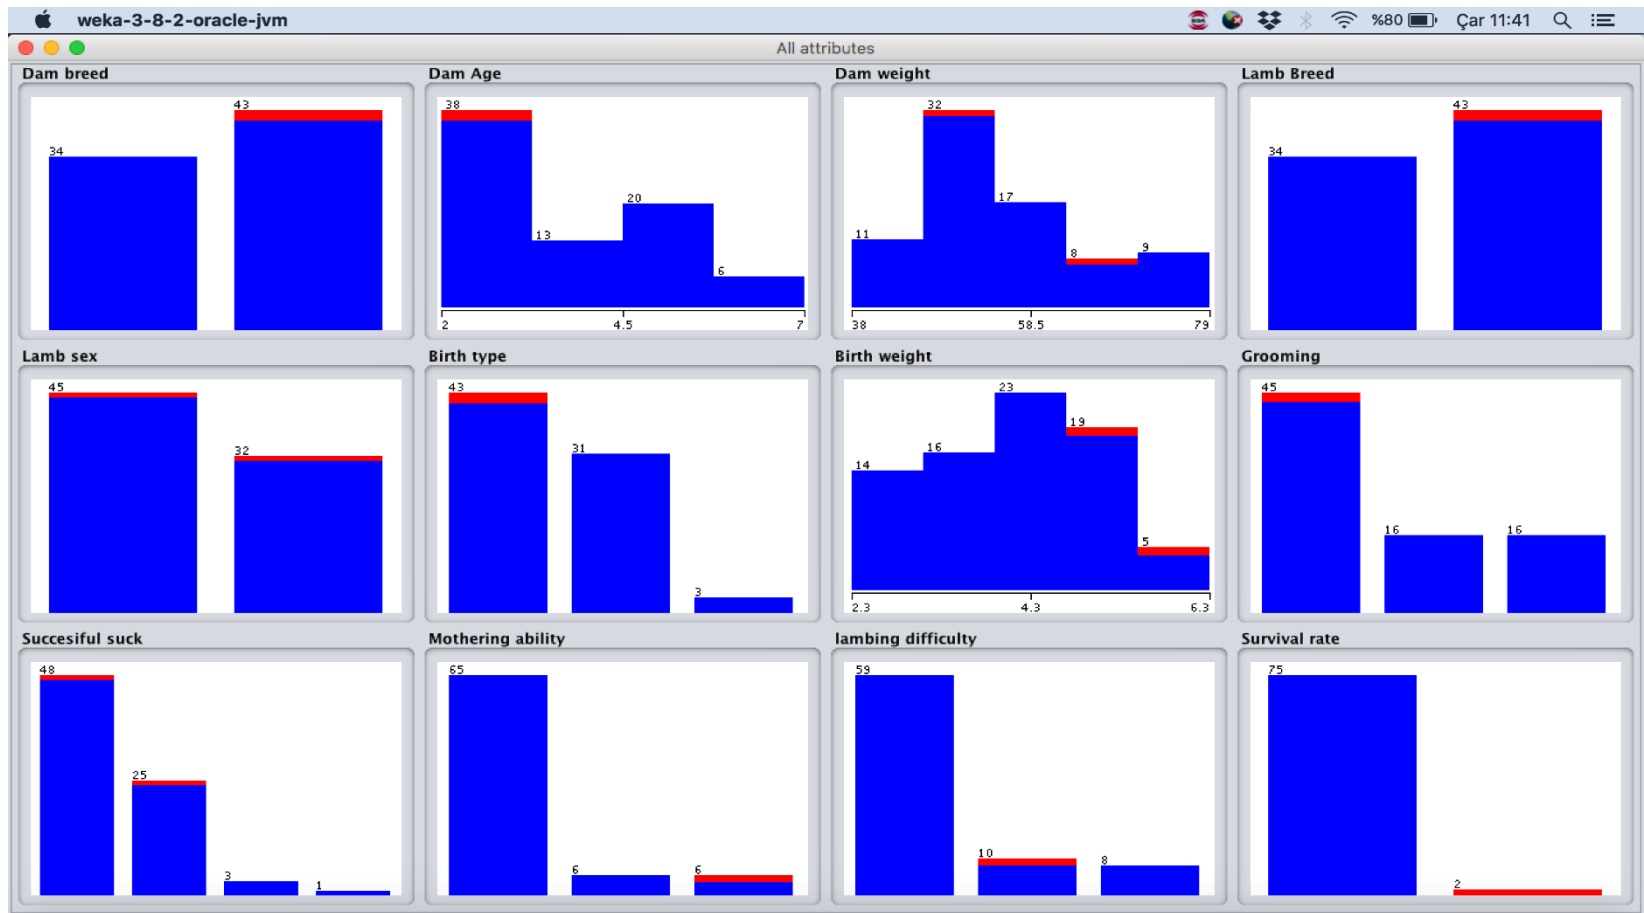 weka-3-8-2-oracle-jvm %80 Çar 11:41
All attributes
Dam breed Dam Age Dam weight Lamb Breed
34 43
38 13 20 6
2 4.5 7
11 32 17 8 9
38 58.5 79
34 43
Lamb sex Birth type Birth weight Grooming
45 32
43 31 3
14 16 23 19 5
2.3 4.3 6.3
45 16 16
Succesiful suck Mothering ability lambing difficulty Survival rate
48 25 3 1
65 6 6
59 10 8
75 2